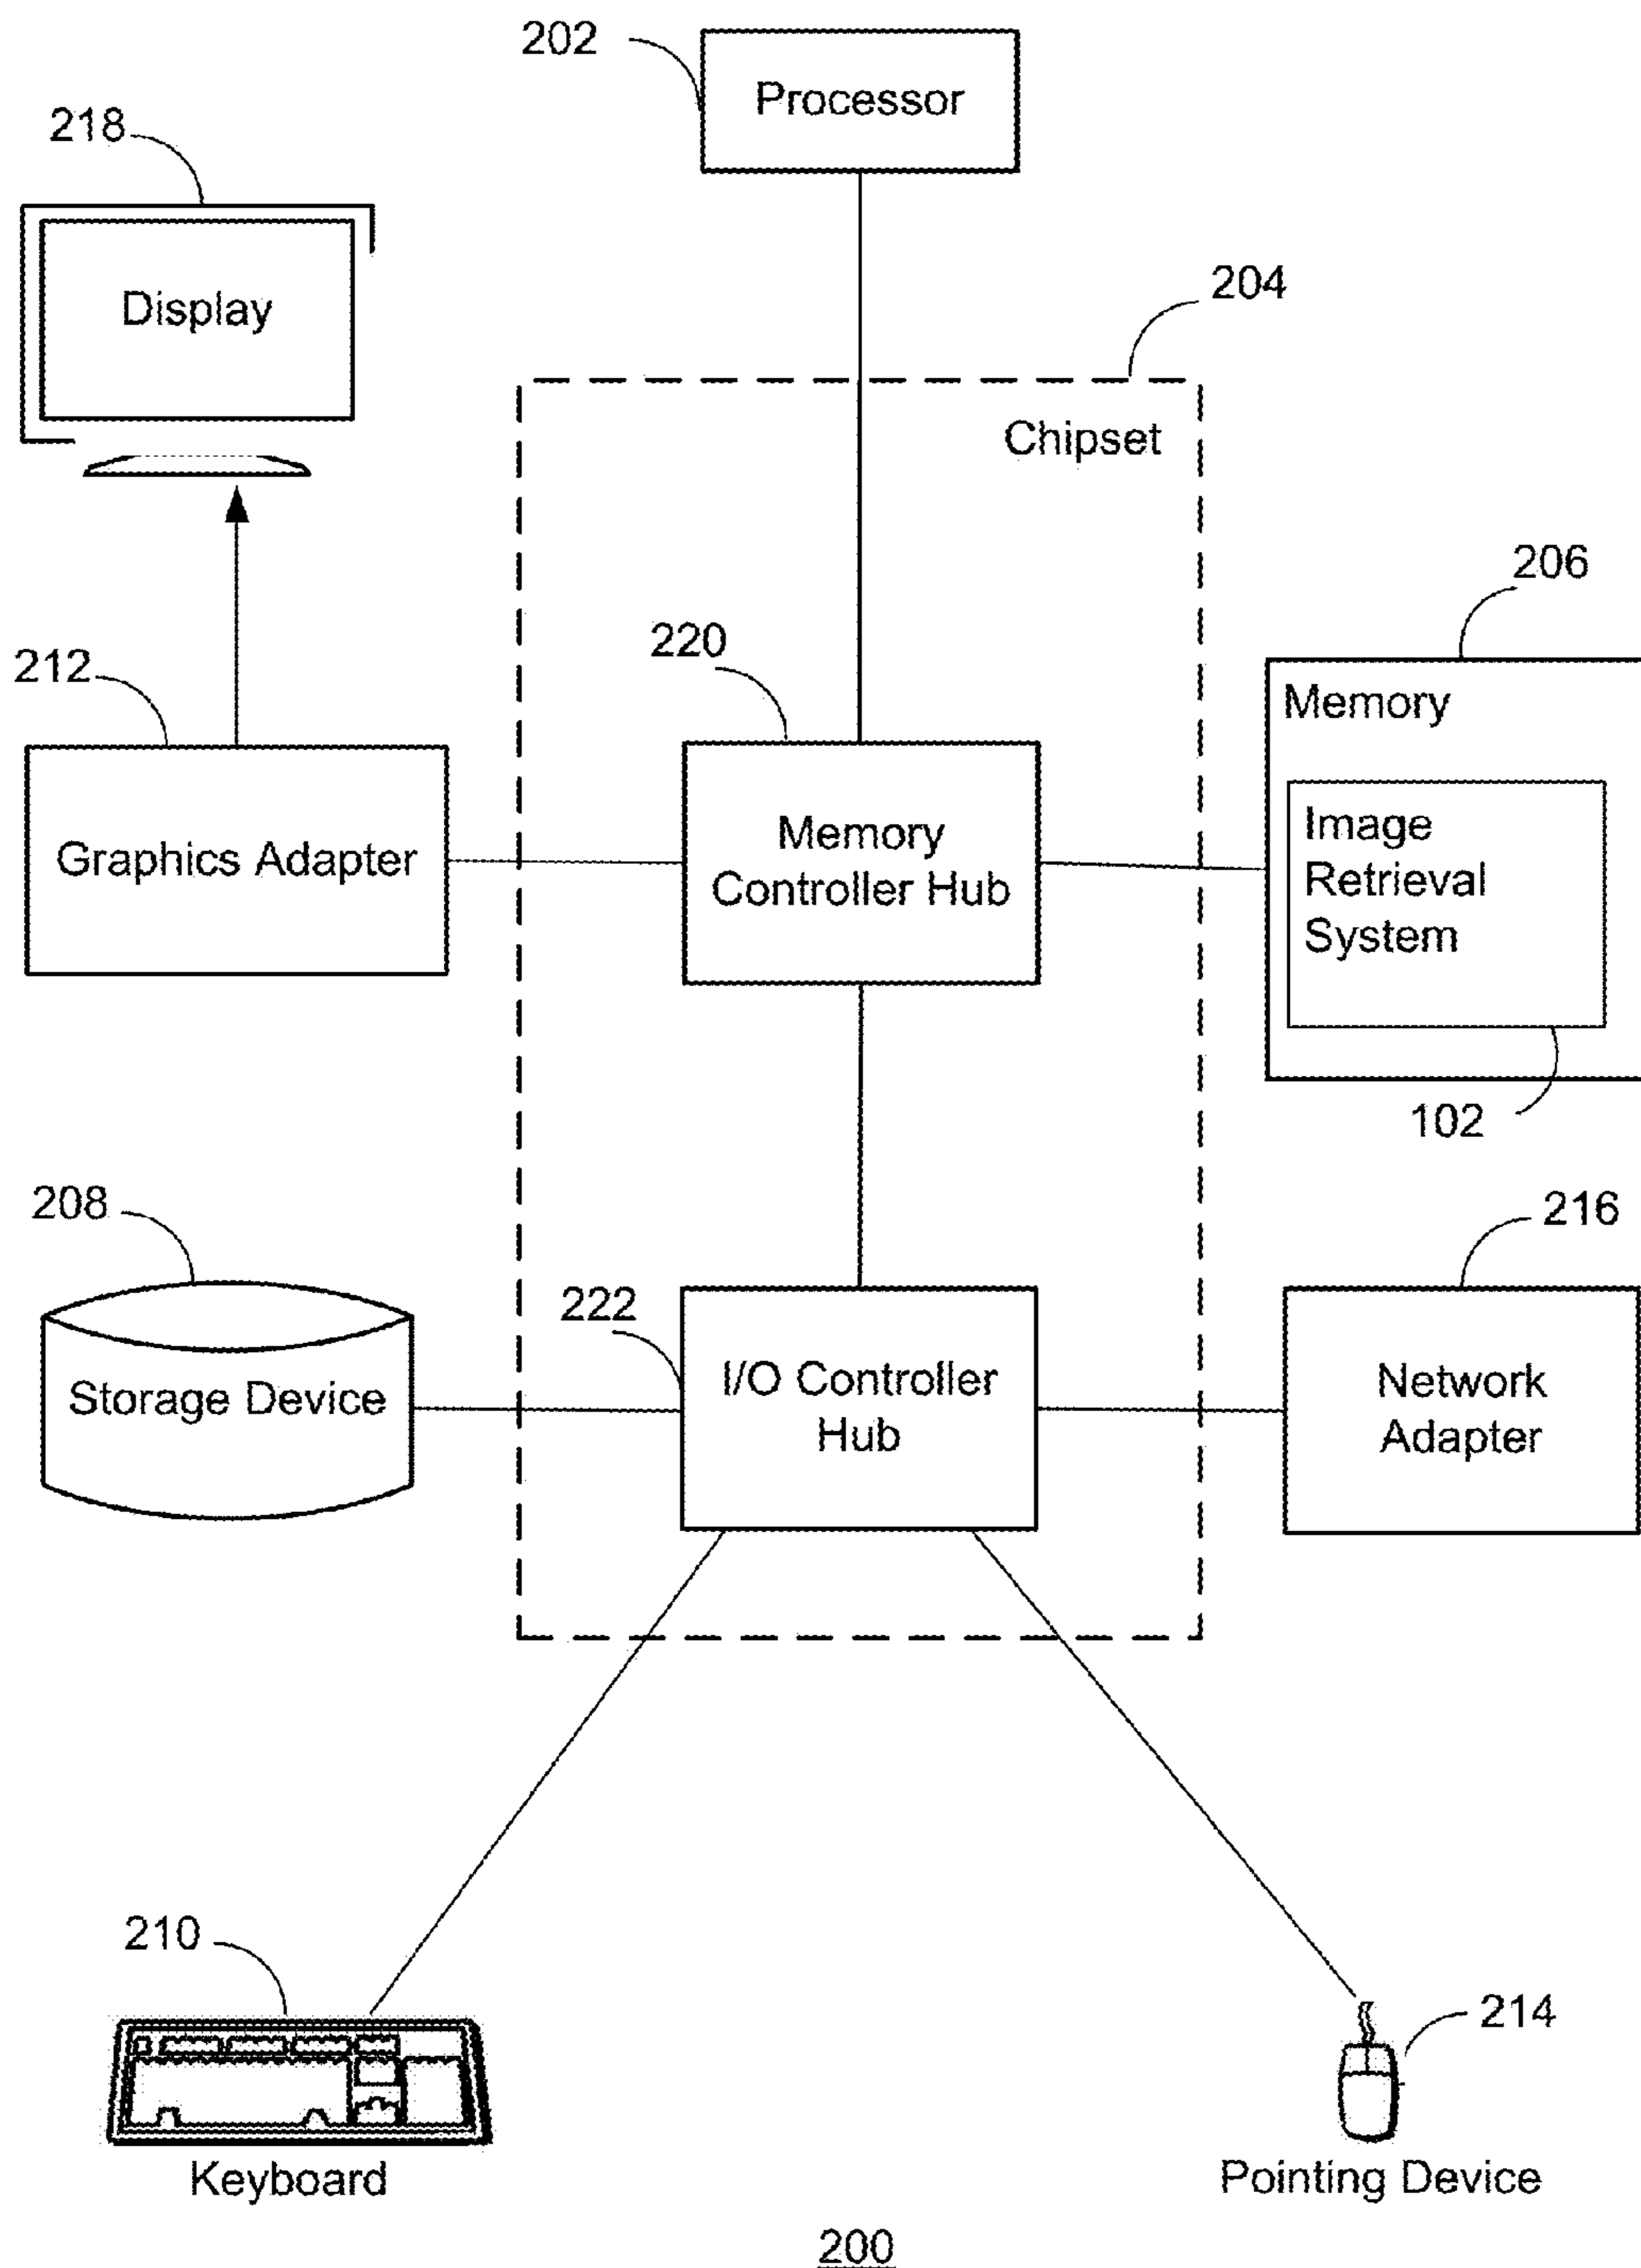 202
Processor
218
Display
204
Chipset
206
Memory
220
212
Memory
Controller Hub
Graphics Adapter
Image
Retrieval
System
102
208
Storage Device
216
222
I/O Controller
Hub
Network
Adapter
210
Keyboard
214
Pointing Device
200